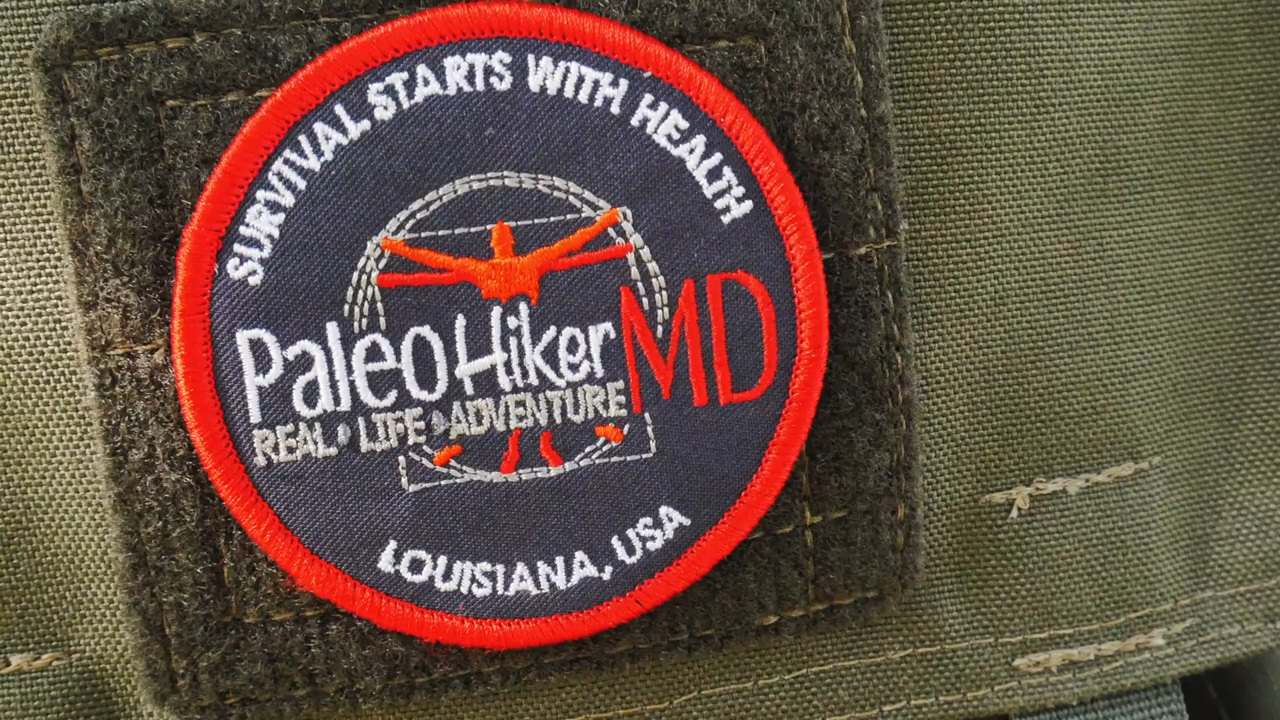 SURVIVAL STARTS WITH HEALTH
PaleoHikerMD
REAL • LIFE • ADVENTURE
LOUISIANA, USA